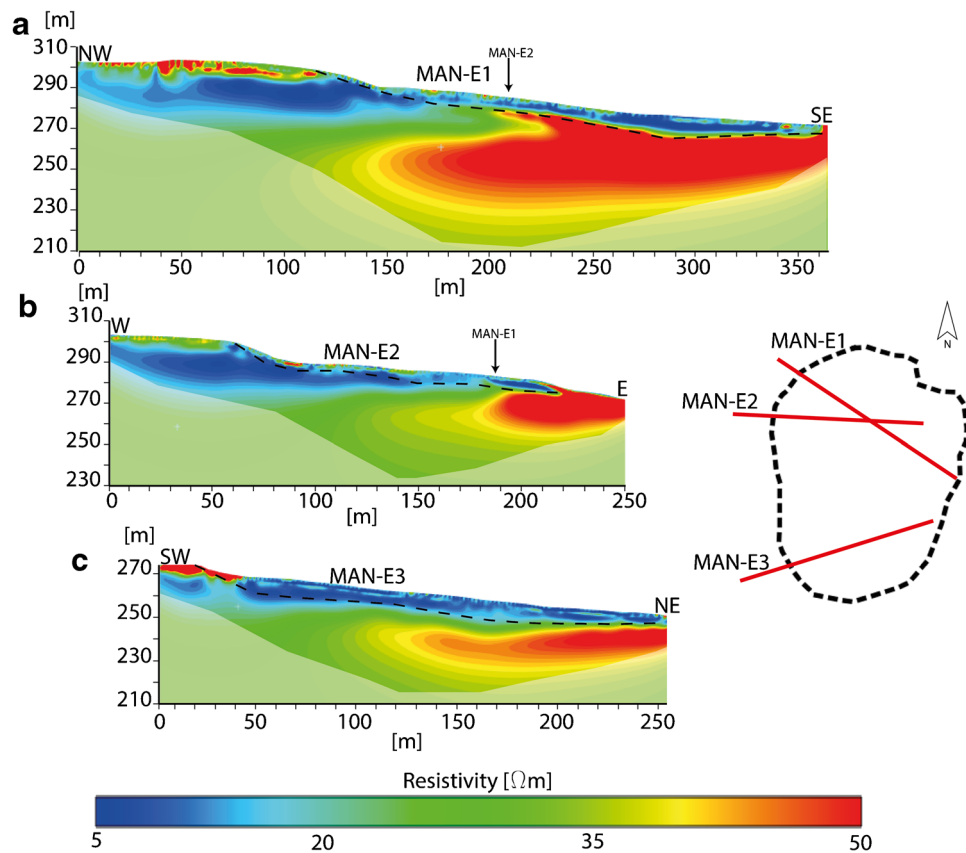 a
[m]
310
290
270
250
230
210
NW
MAN-E1
MAN-E2
SE
0 50 100 150 200 250 300 350
[m]
b
[m]
310
290
270
250
230
W
MAN-E2
MAN-E1
E
0 50 100 150 200 250
[m]
N
MAN-E1
MAN-E2
MAN-E3
c
[m]
270
250
230
210
SW
MAN-E3
NE
0 50 100 150 200 250
[m]
Resistivity [Ωm]
5 20 35 50